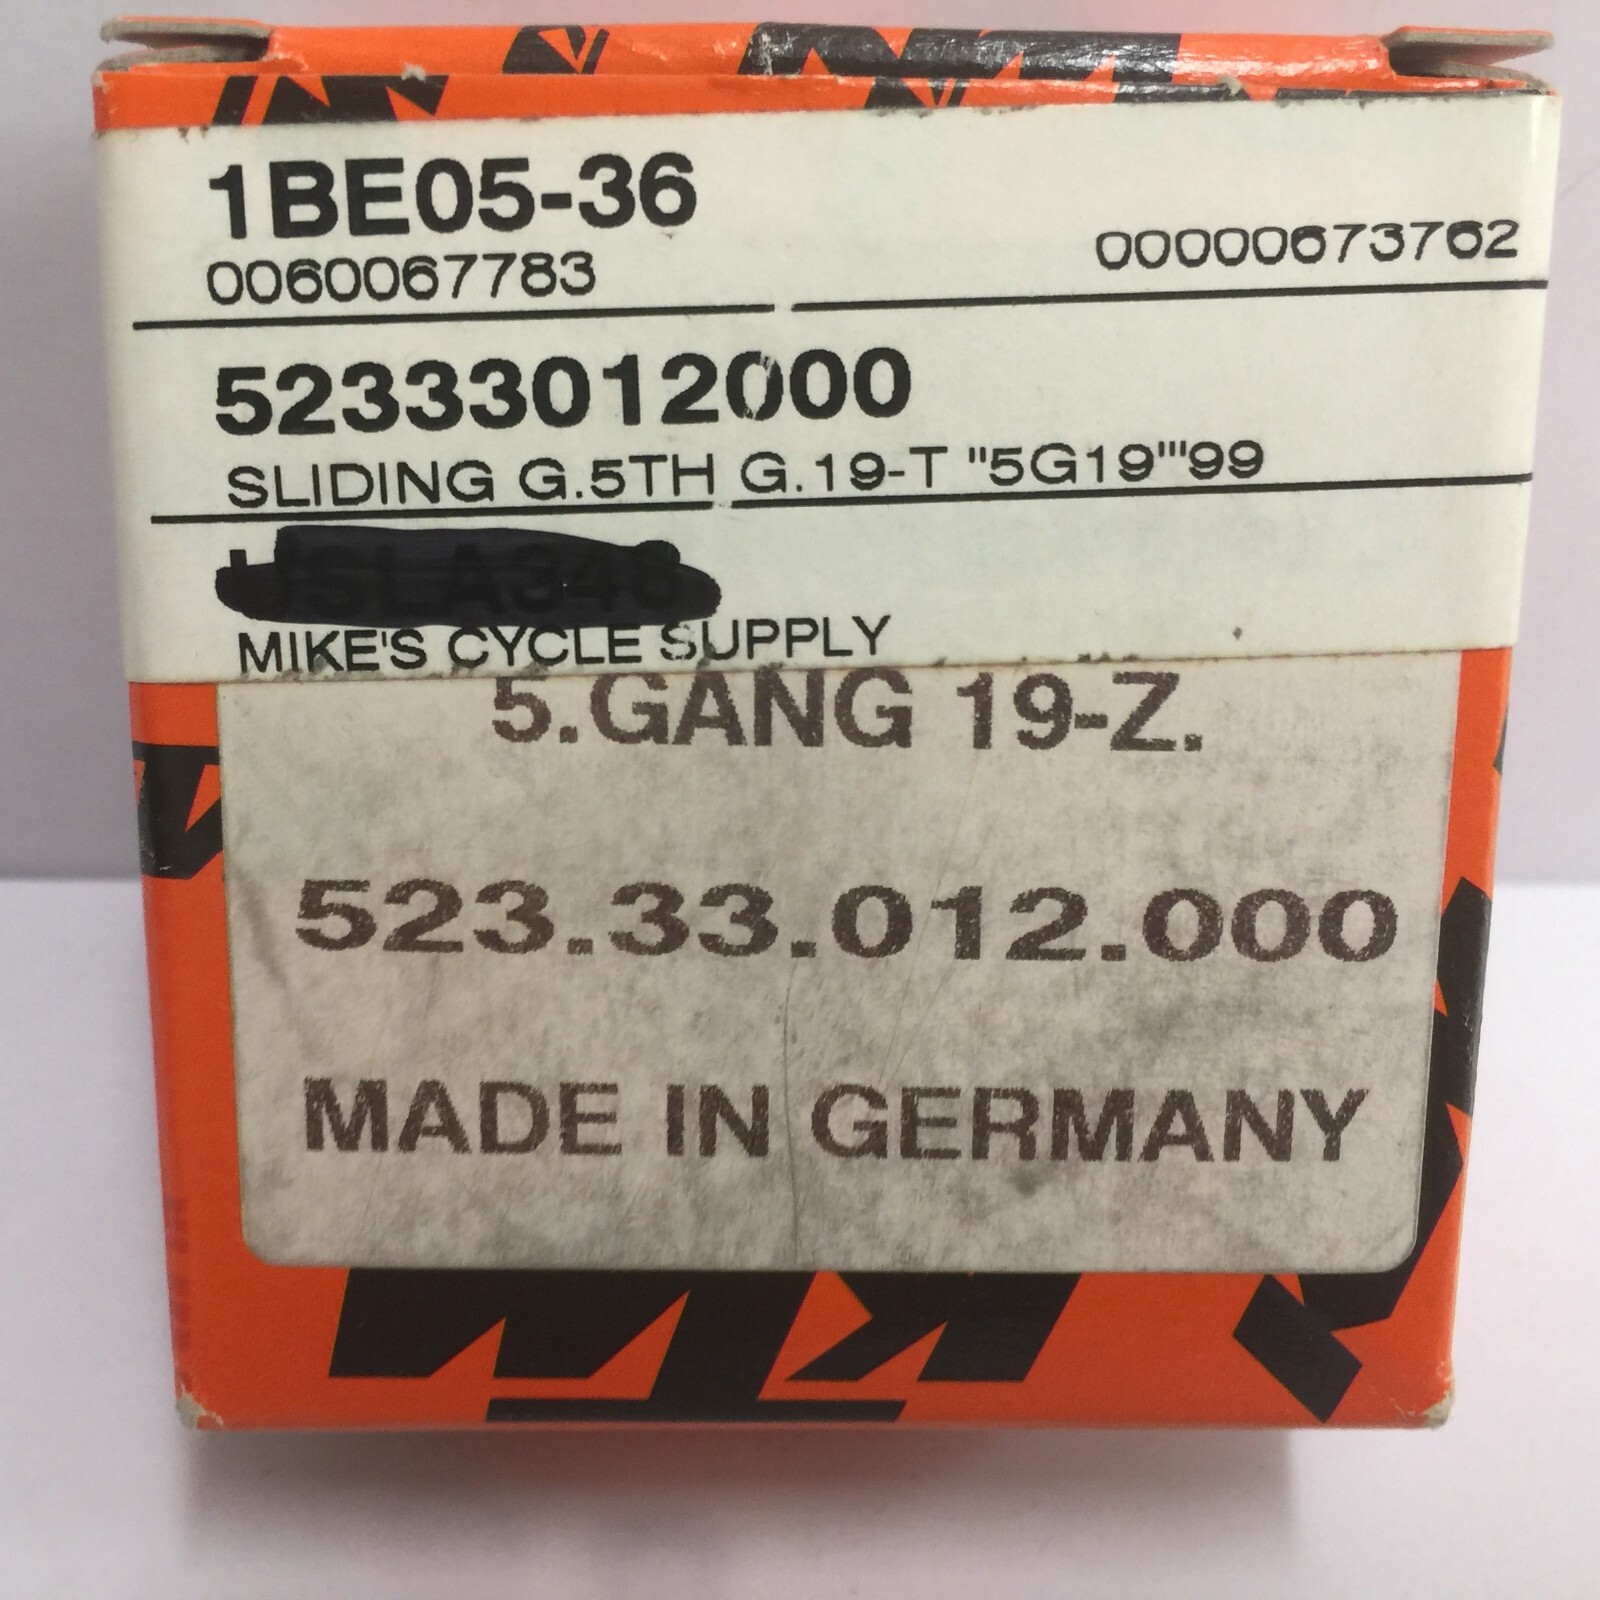 1BE05-36
0060067783
00000673762
52333012000
SLIDING G.5TH G.19-T "5G19"'99
MIKE'S CYCLE SUPPLY
5.GANG 19-Z.
523.33.012.000
MADE IN GERMANY
KTM